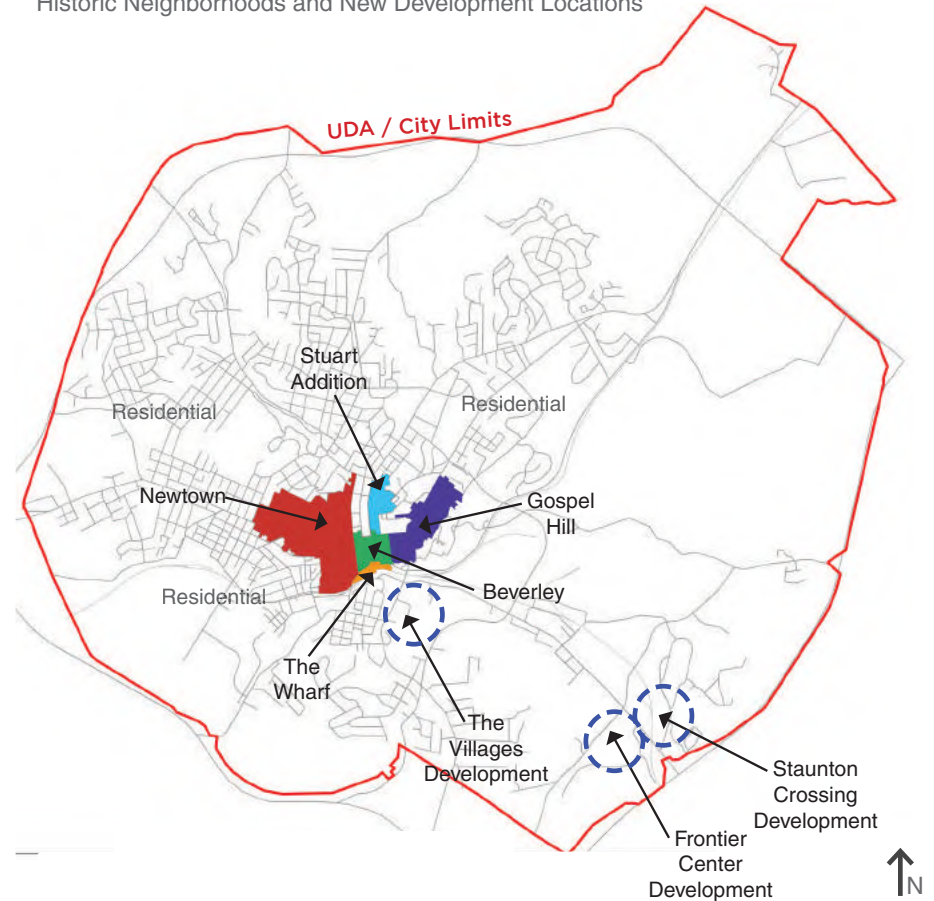 Historic Neighborhoods and New Development Locations
UDA / City Limits
Stuart
Addition
Residential
Residential
Newtown
Gospel
Hill
Beverley
Residential
The
Wharf
The
Villages
Development
Staunton
Crossing
Development
Frontier
Center
Development
N